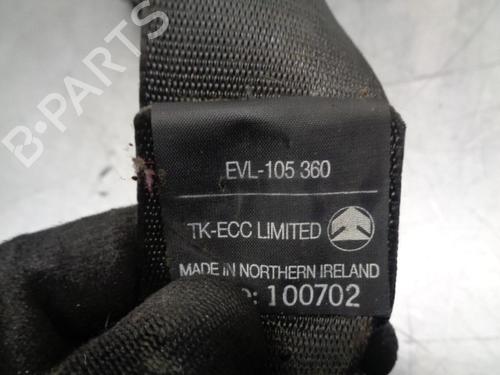 B-PARTS
EVL-105 360
TK-ECC LIMITED
MADE IN NORTHERN IRELAND
: 100702